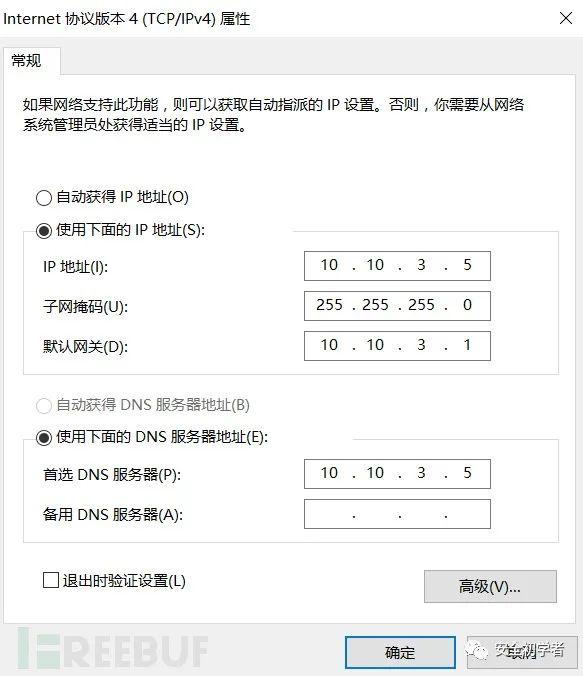 Internet 协议版本 4 (TCP/IPv4) 属性
常规
如果网络支持此功能，则可以获取自动指派的 IP 设置。否则，你需要从网络
系统管理员处获得适当的 IP 设置。
自动获得 IP 地址(O)
使用下面的 IP 地址(S):
IP 地址(I): 10 . 10 . 3 . 5
子网掩码(U): 255 . 255 . 255 . 0
默认网关(D): 10 . 10 . 3 . 1
自动获得 DNS 服务器地址(B)
使用下面的 DNS 服务器地址(E):
首选 DNS 服务器(P): 10 . 10 . 3 . 5
备用 DNS 服务器(A): . . .
退出时验证设置(L)
高级(V)...
FREEBUF
确定
安全初学者